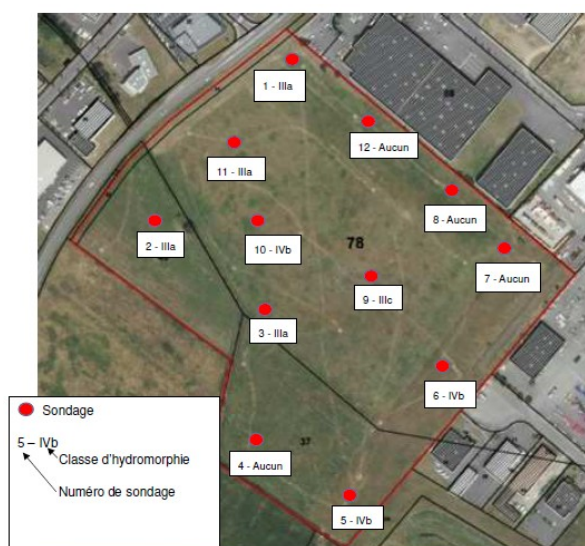 1 - IIIa
12 - Aucun
11 - IIIa
8 - Aucun
2 - IIIa
10 - IVb
78
7 - Aucun
9 - IIIc
3 - IIIa
6 - IVb
37
4 - Aucun
5 - IVb
Sondage
5 – IVb
Classe d'hydromorphie
Numéro de sondage